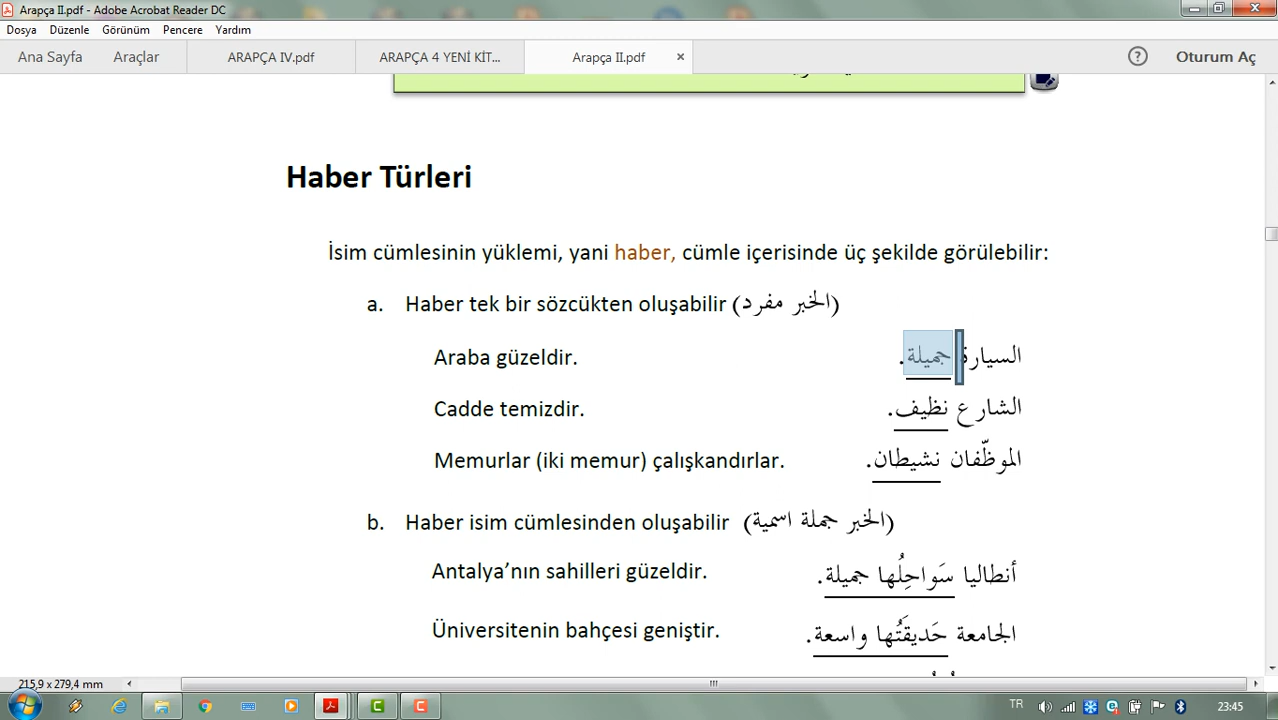 Arapça II.pdf - Adobe Acrobat Reader DC
Dosya Düzenle Görünüm Pencere Yardım
Ana Sayfa Araçlar ARAPÇA IV.pdf ARAPÇA 4 YENİ KİT... Arapça II.pdf × ? Oturum Aç
Haber Türleri
İsim cümlesinin yüklemi, yani haber, cümle içerisinde üç şekilde görülebilir:
a. Haber tek bir sözcükten oluşabilir (الخبر مفرد)
Araba güzeldir. السيارة جميلة.
Cadde temizdir. الشارع نظيف.
Memurlar (iki memur) çalışkandırlar. الموظّفان نشيطان.
b. Haber isim cümlesinden oluşabilir (الخبر جملة اسمية)
Antalya’nın sahilleri güzeldir. أنطاليا سَواحِلُها جميلة.
Üniversitenin bahçesi geniştir. الجامعة حَديقَتُها واسعة.
215,9 x 279,4 mm
TR 23:45